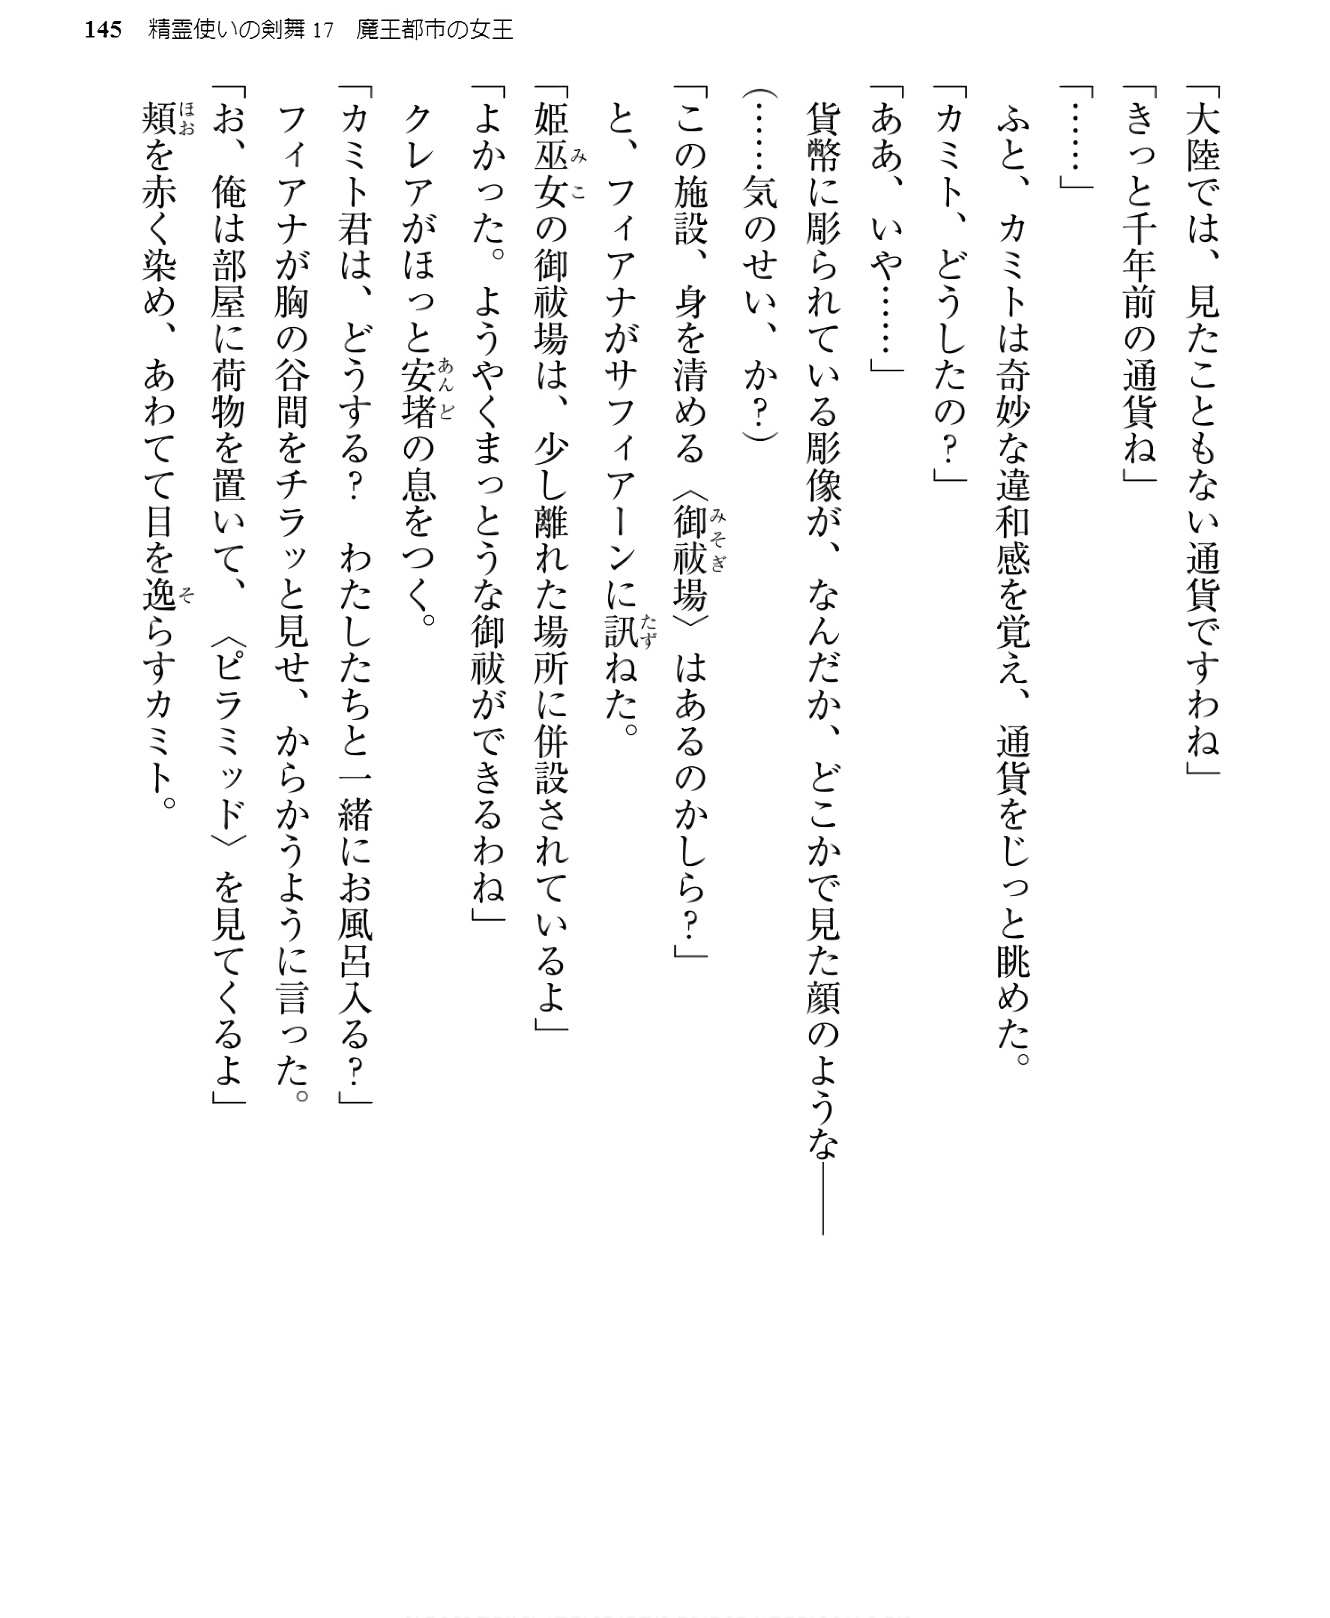 145 精霊使いの剣舞17 魔王都市の女王
「大陸では、見たこともない通貨ですわね」
「きっと千年前の通貨ね」
「……」
　ふと、カミトは奇妙な違和感を覚え、通貨をじっと眺めた。
「カミト、どうしたの？」
「ああ、いや……」
　貨幣に彫られている彫像が、なんだか、どこかで見た顔のような――
（……気のせい、か？）
「この施設、身を清める〈御祓場〉はあるのかしら？」
　と、フィアナがサフィアーンに訊ねた。
「姫巫女の御祓場は、少し離れた場所に併設されているよ」
「よかった。ようやくまっとうな御祓ができるわね」
　クレアがほっと安堵の息をつく。
「カミト君は、どうする？　わたしたちと一緒にお風呂入る？」
　フィアナが胸の谷間をチラッと見せ、からかうように言った。
「お、俺は部屋に荷物を置いて、〈ピラミッド〉を見てくるよ」
　頬を赤く染め、あわてて目を逸らすカミト。